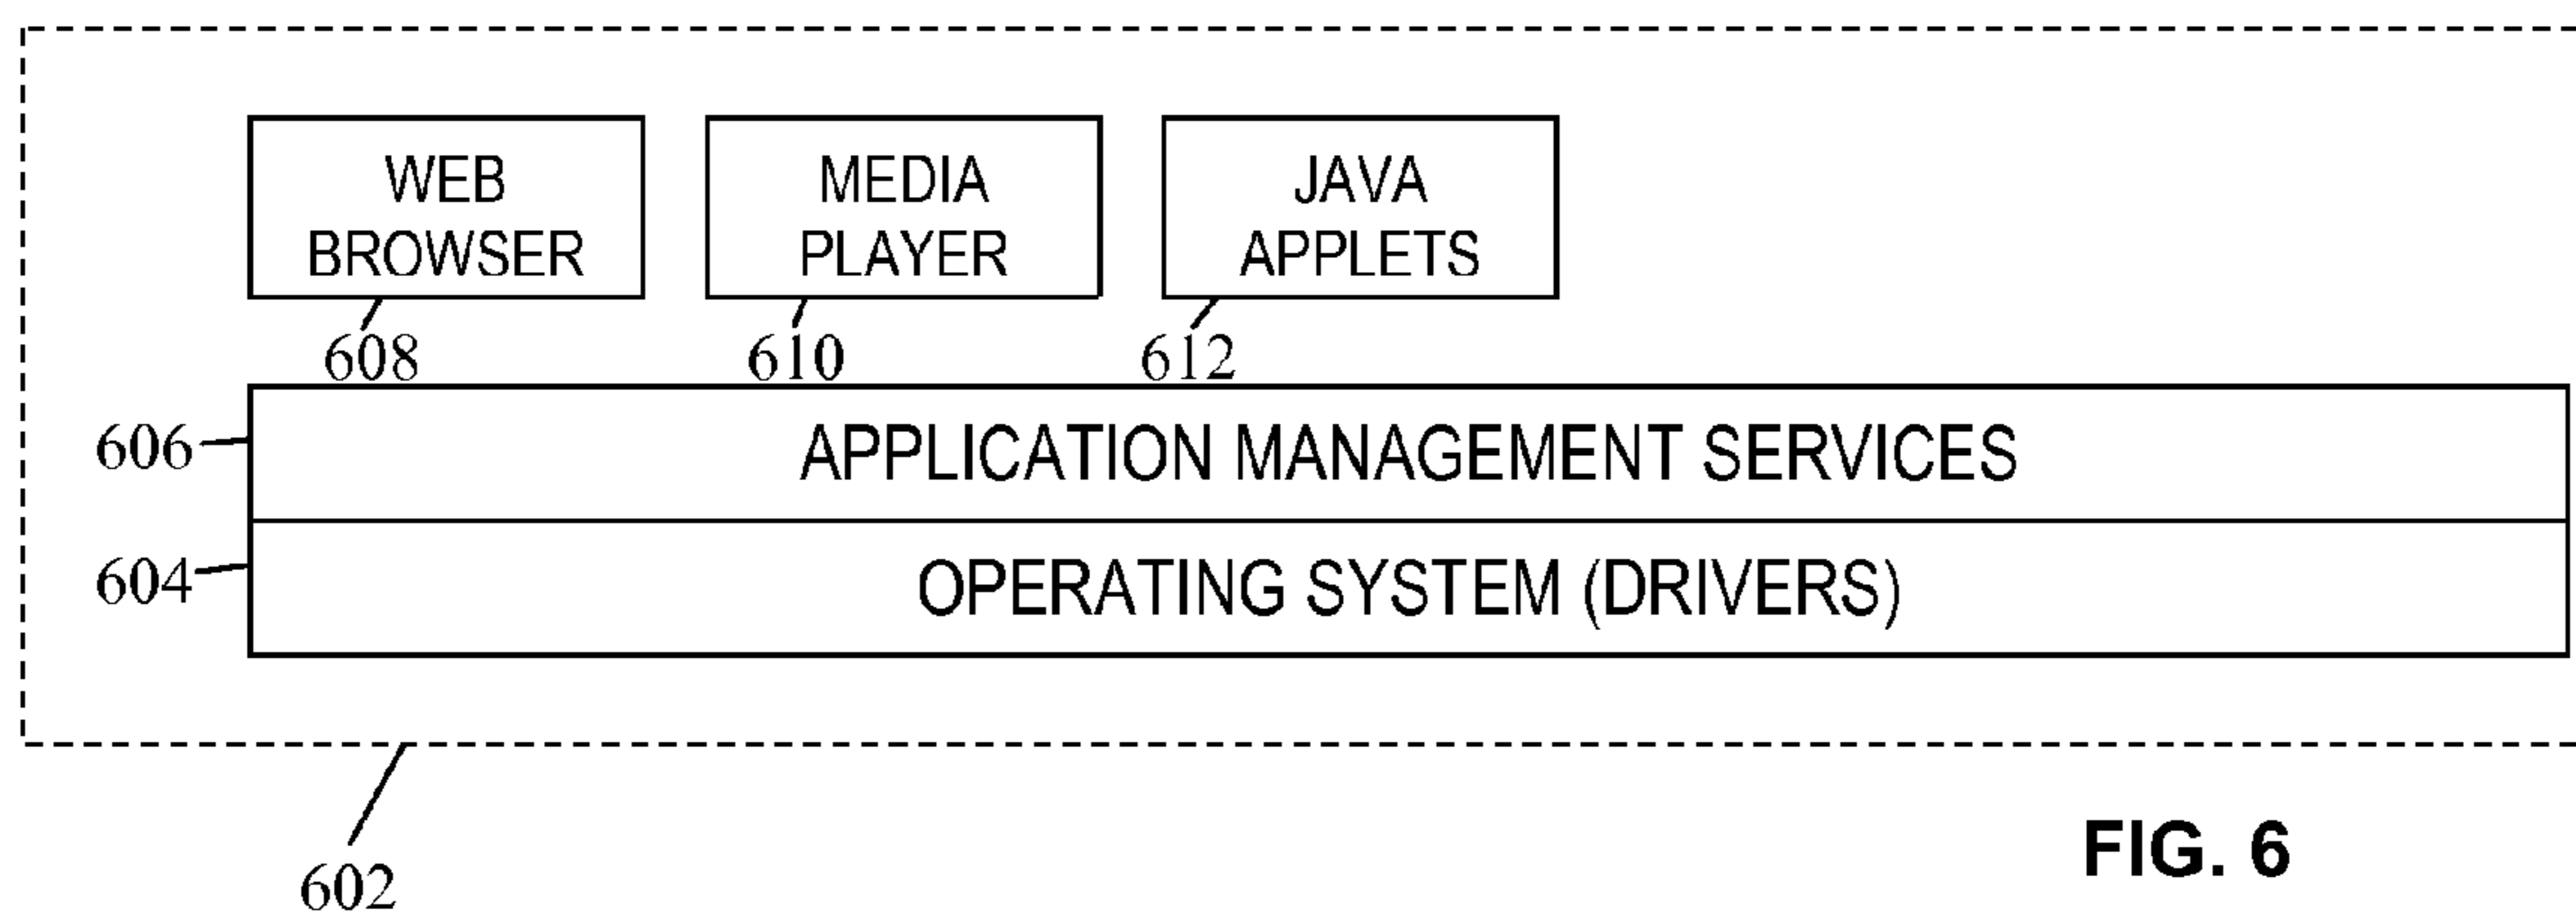 WEB
BROWSER
MEDIA
PLAYER
JAVA
APPLETS
608
610
612
606
APPLICATION MANAGEMENT SERVICES
604
OPERATING SYSTEM (DRIVERS)
602
FIG. 6